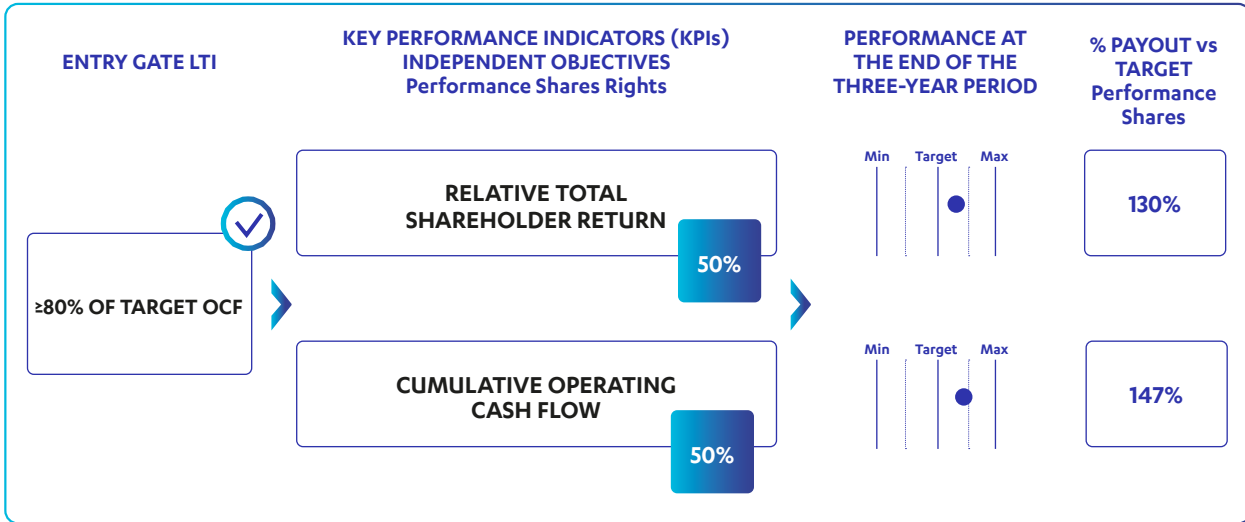 ENTRY GATE LTI
KEY PERFORMANCE INDICATORS (KPIs)
INDEPENDENT OBJECTIVES
Performance Shares Rights
PERFORMANCE AT
THE END OF THE
THREE-YEAR PERIOD
% PAYOUT vs
TARGET
Performance
Shares
≥80% OF TARGET OCF
RELATIVE TOTAL
SHAREHOLDER RETURN
50%
Min Target Max
130%
CUMULATIVE OPERATING
CASH FLOW
50%
Min Target Max
147%